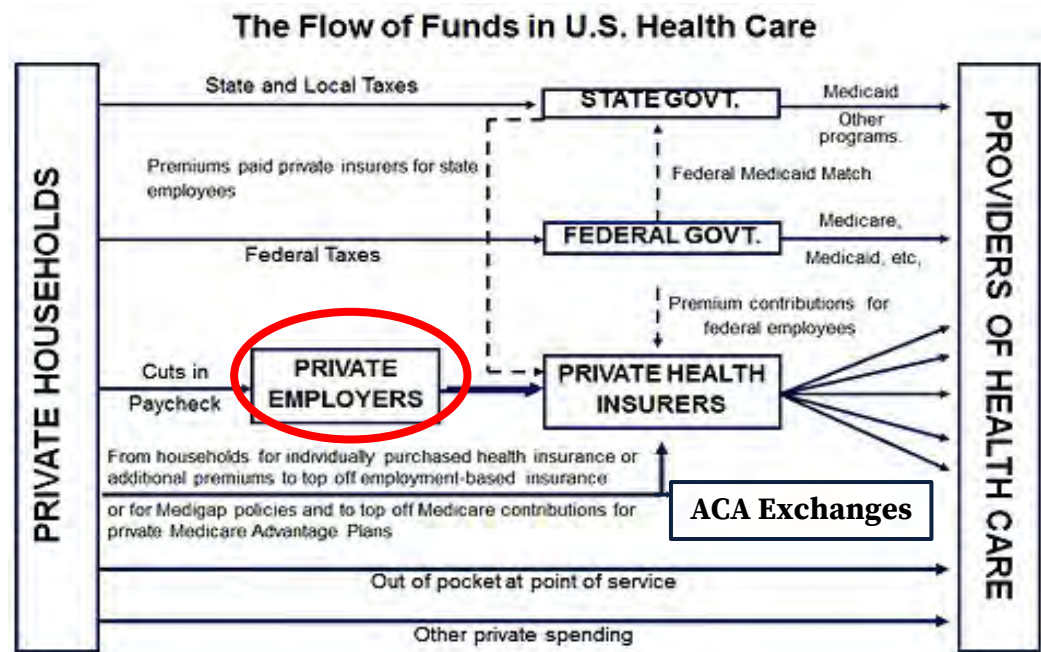 The Flow of Funds in U.S. Health Care
PRIVATE HOUSEHOLDS
State and Local Taxes
STATE GOVT.
Medicaid
Other
programs.
Premiums paid private insurers for state
employees
Federal Medicaid Match
Federal Taxes
FEDERAL GOVT.
Medicare,
Medicaid, etc,
Premium contributions for
federal employees
Cuts in
Paycheck
PRIVATE
EMPLOYERS
PRIVATE HEALTH
INSURERS
From households for individually purchased health insurance or
additional premiums to top off employment-based insurance
or for Medigap policies and to top off Medicare contributions for
private Medicare Advantage Plans
ACA Exchanges
Out of pocket at point of service
Other private spending
PROVIDERS OF HEALTH CARE